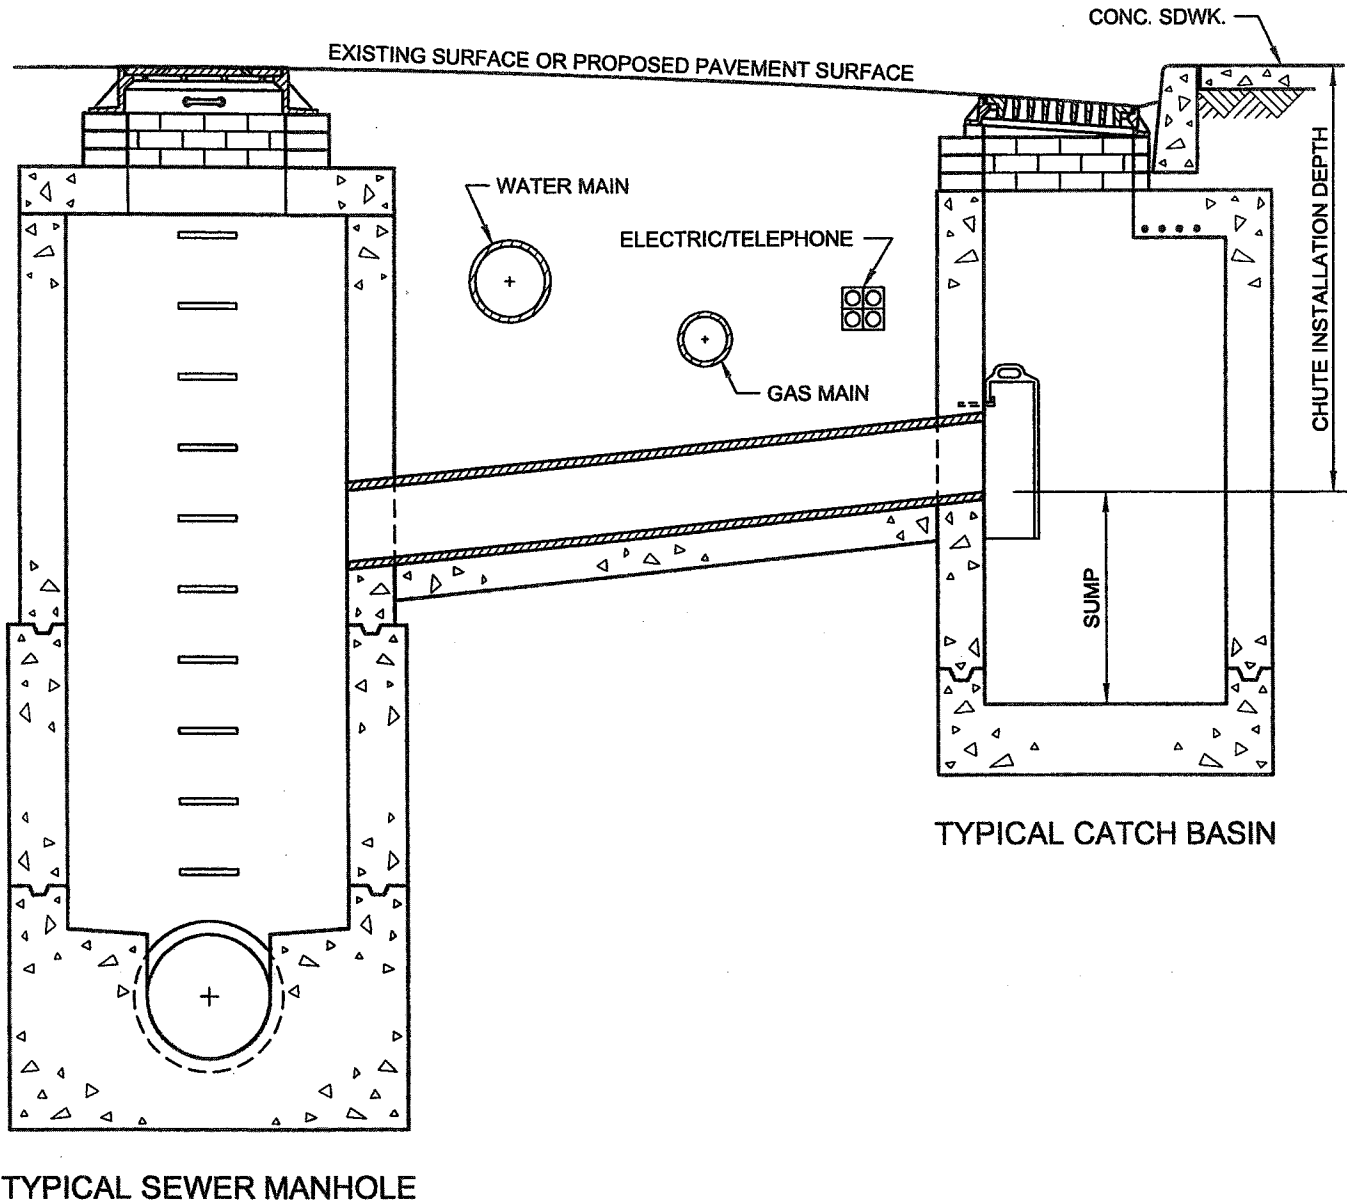 CONC. SDWK.
EXISTING SURFACE OR PROPOSED PAVEMENT SURFACE
WATER MAIN
ELECTRIC/TELEPHONE
GAS MAIN
CHUTE INSTALLATION DEPTH
SUMP
TYPICAL CATCH BASIN
TYPICAL SEWER MANHOLE